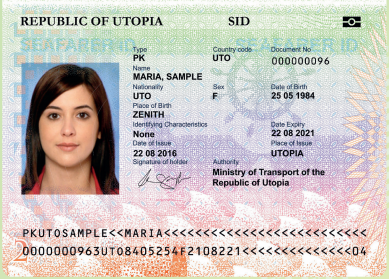 REPUBLIC OF UTOPIA SID
SEAFARER ID SEAFARER ID
Type Country code Document No
PK UTO 000000096
Name
MARIA, SAMPLE
Nationality Sex Date of Birth
UTO F 25 05 1984
Place of Birth
ZENITH
Identifying Characteristics Date Expiry
None 22 08 2021
Date of Issue Place of Issue
22 08 2016 UTOPIA
Signature of holder Authority
Ministry of Transport of the
Republic of Utopia
PKUTOSAMPLE<<MARIA<<<<<<<<<<<<<<<<<<<<<<<<<<
0000000963UTO8405254F2108221<<<<<<<<<<<<<<04